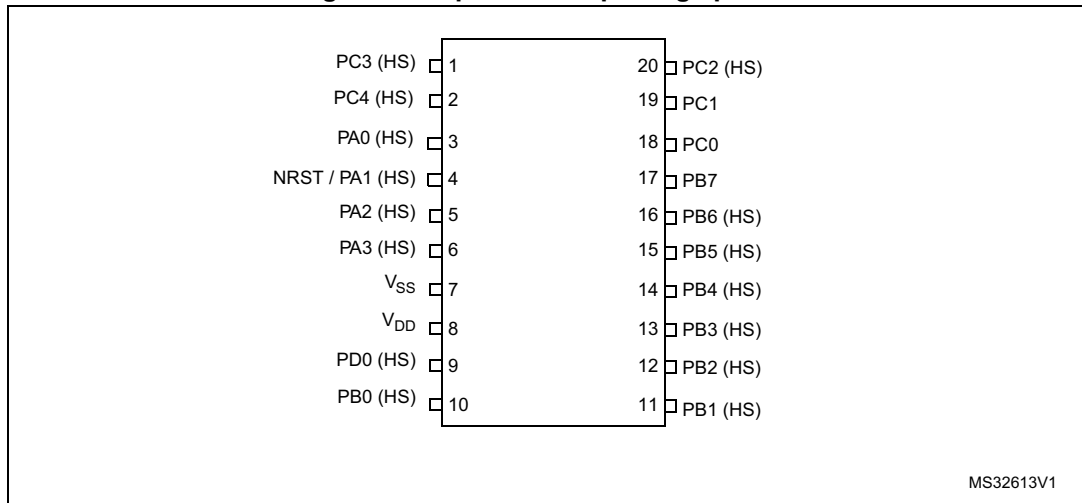 PC3 (HS) 1 20 PC2 (HS)
PC4 (HS) 2 19 PC1
PA0 (HS) 3 18 PC0
NRST / PA1 (HS) 4 17 PB7
PA2 (HS) 5 16 PB6 (HS)
PA3 (HS) 6 15 PB5 (HS)
VSS 7 14 PB4 (HS)
VDD 8 13 PB3 (HS)
PD0 (HS) 9 12 PB2 (HS)
PB0 (HS) 10 11 PB1 (HS)
MS32613V1